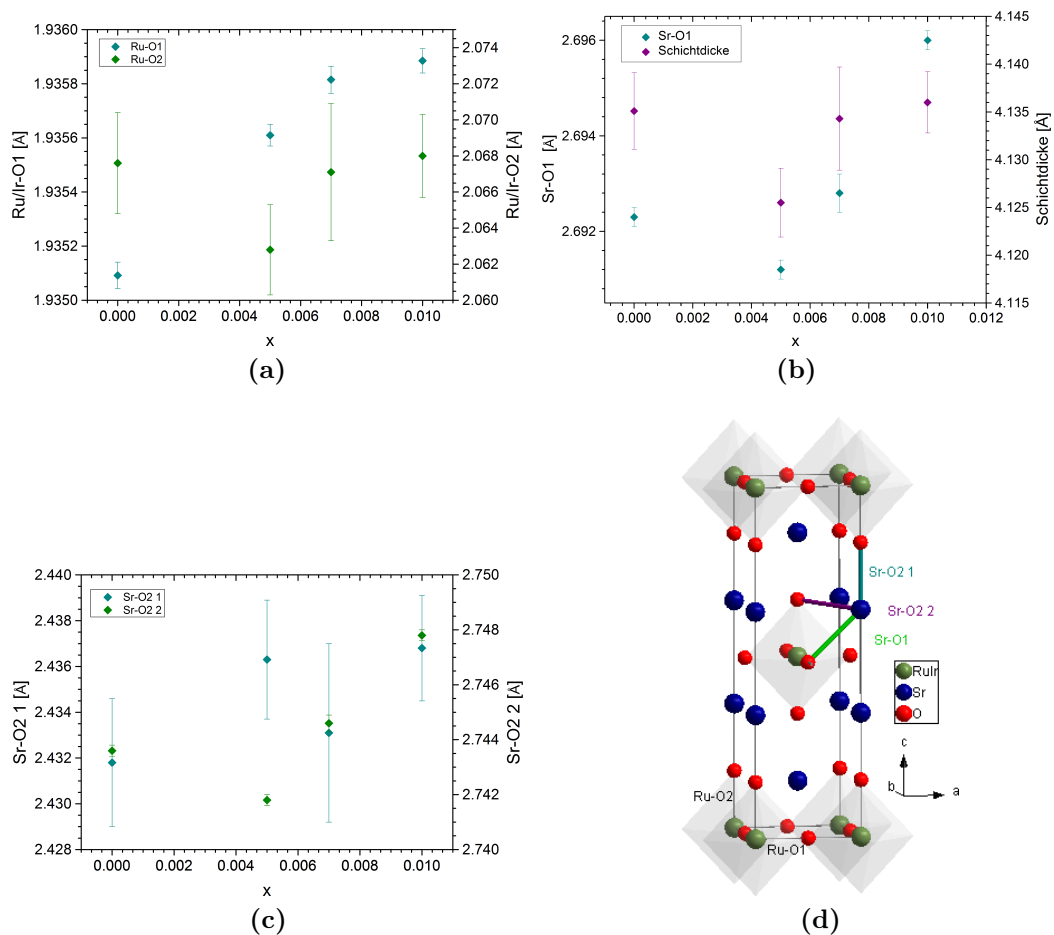 1.9360
1.9358
1.9356
1.9354
1.9352
1.9350
Ru/Ir-O1 [Å]
Ru-O1
Ru-O2
2.074
2.072
2.070
2.068
2.066
2.064
2.062
2.060
Ru/Ir-O2 [Å]
0.000 0.002 0.004 0.006 0.008 0.010
x
(a)
2.696
2.694
2.692
Sr-O1 [Å]
Sr-O1
Schichtdicke
4.145
4.140
4.135
4.130
4.125
4.120
4.115
Schichtdicke [Å]
0.000 0.002 0.004 0.006 0.008 0.010 0.012
x
(b)
2.440
2.438
2.436
2.434
2.432
2.430
2.428
Sr-O2 1 [Å]
Sr-O2 1
Sr-O2 2
2.750
2.748
2.746
2.744
2.742
2.740
Sr-O2 2 [Å]
0.000 0.002 0.004 0.006 0.008 0.010
x
(c)
Sr-O2 1
Sr-O2 2
Sr-O1
RuIr
Sr
O
c
b
a
Ru-O2
Ru-O1
(d)